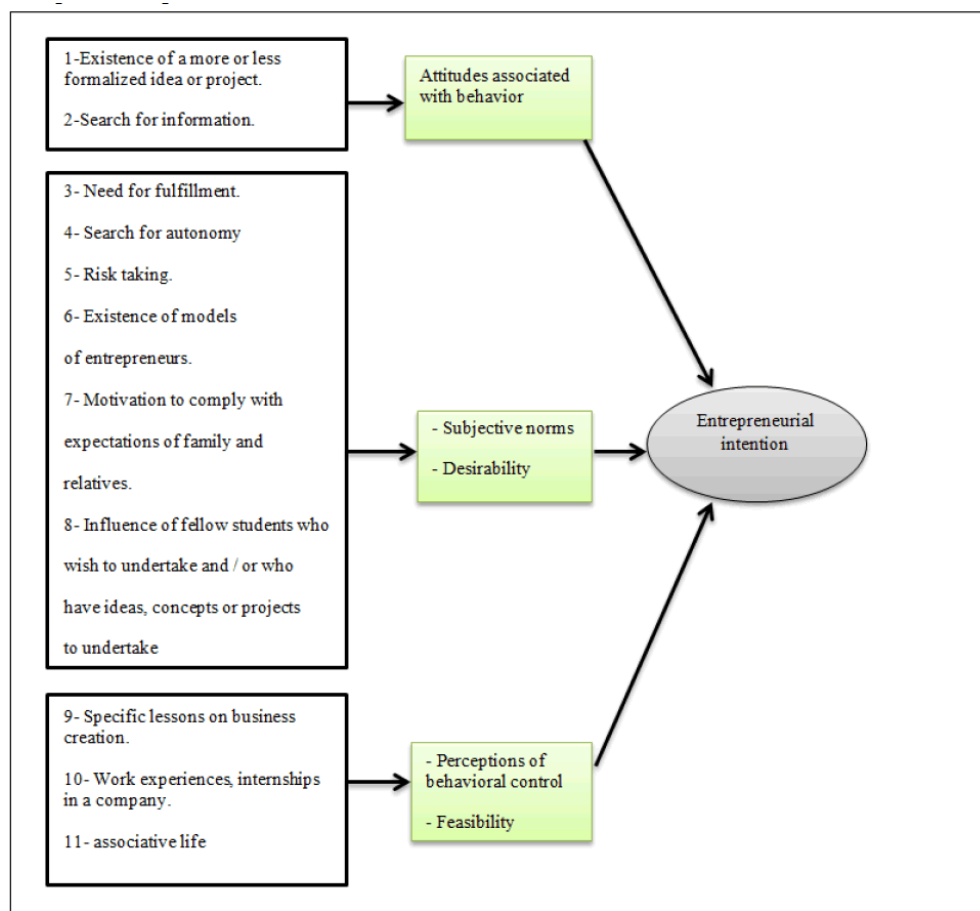 1-Existence of a more or less
formalized idea or project.
2-Search for information.
Attitudes associated
with behavior
3- Need for fulfillment.
4- Search for autonomy
5- Risk taking.
6- Existence of models
of entrepreneurs.
7- Motivation to comply with
expectations of family and
relatives.
8- Influence of fellow students who
wish to undertake and / or who
have ideas, concepts or projects
to undertake
- Subjective norms
- Desirability
Entrepreneurial
intention
9- Specific lessons on business
creation.
10- Work experiences, internships
in a company.
11- associative life
- Perceptions of
behavioral control
- Feasibility